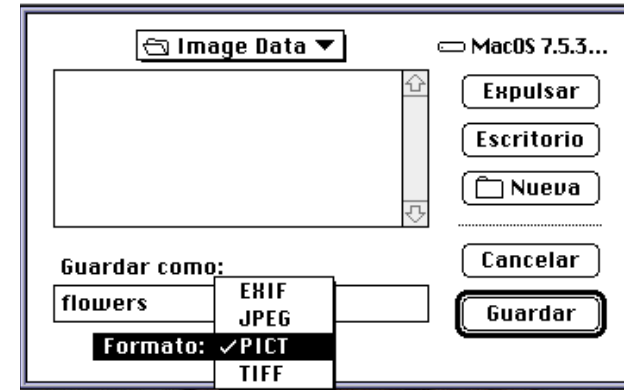 Image Data
MacOS 7.5.3...
Expulsar
Escritorio
Nueva
Guardar como:
flowers
Formato:
EXIF
JPEG
✓PICT
TIFF
Cancelar
Guardar